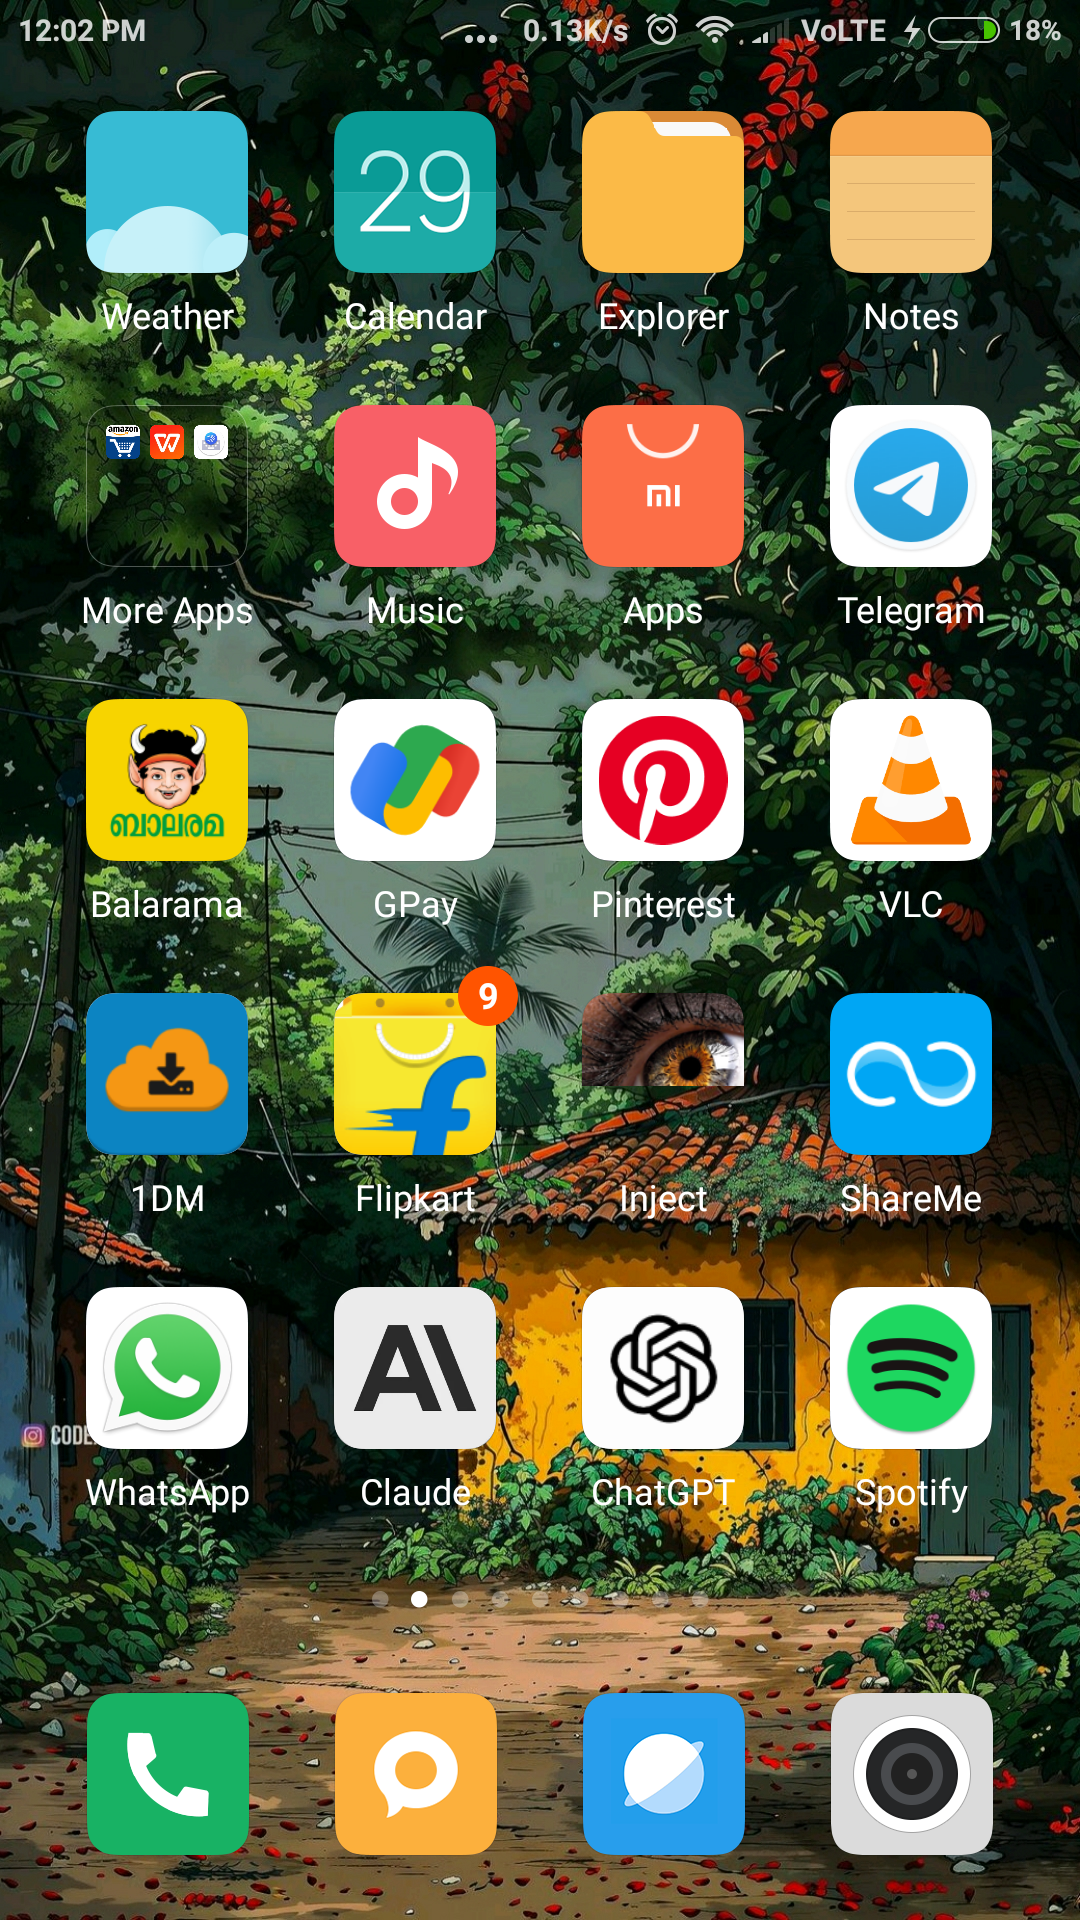 12:02 PM ... 0.13K/s VoLTE 18%
29
Weather Calendar Explorer Notes
amazon
MI
More Apps Music Apps Telegram
ബാലരമ
Balarama GPay Pinterest VLC
9
1DM Flipkart Inject ShareMe
CODE
WhatsApp Claude ChatGPT Spotify